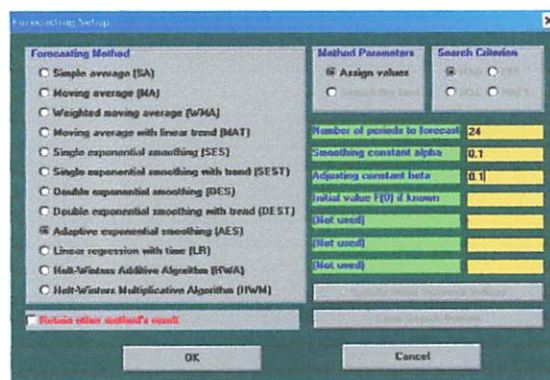 Forecasting Setup
Forecasting Method
Simple average (SA)
Moving average (MA)
Weighted moving average (WMA)
Moving average with linear trend (MAT)
Single exponential smoothing (SES)
Single exponential smoothing with trend (SEST)
Double exponential smoothing (DES)
Double exponential smoothing with trend (DEST)
Adaptive exponential smoothing (AES)
Linear regression with time (LR)
Holt-Winters Additive Algorithm (HWA)
Holt-Winters Multiplicative Algorithm (HWM)
Retain other method's result
Method Parameters
Assign values
Search the best
Search Criterion
MAD
Number of periods to forecast 24
Smoothing constant alpha 0.1
Adjusting constant beta 0.1
Initial value F(0) if known
(Not used)
(Not used)
(Not used)
OK
Cancel